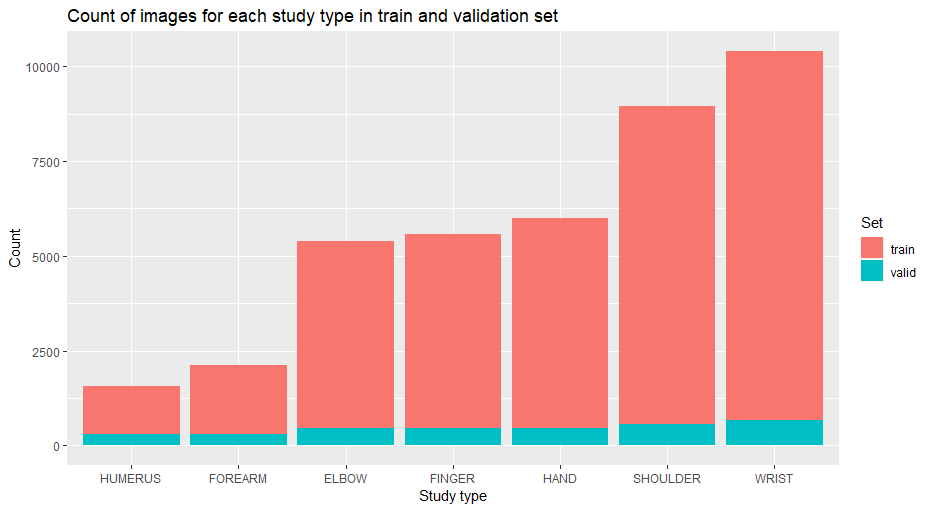 Count of images for each study type in train and validation set
10000
7500
5000
2500
0
Count
HUMERUS FOREARM ELBOW FINGER HAND SHOULDER WRIST
Study type
Set
train
valid